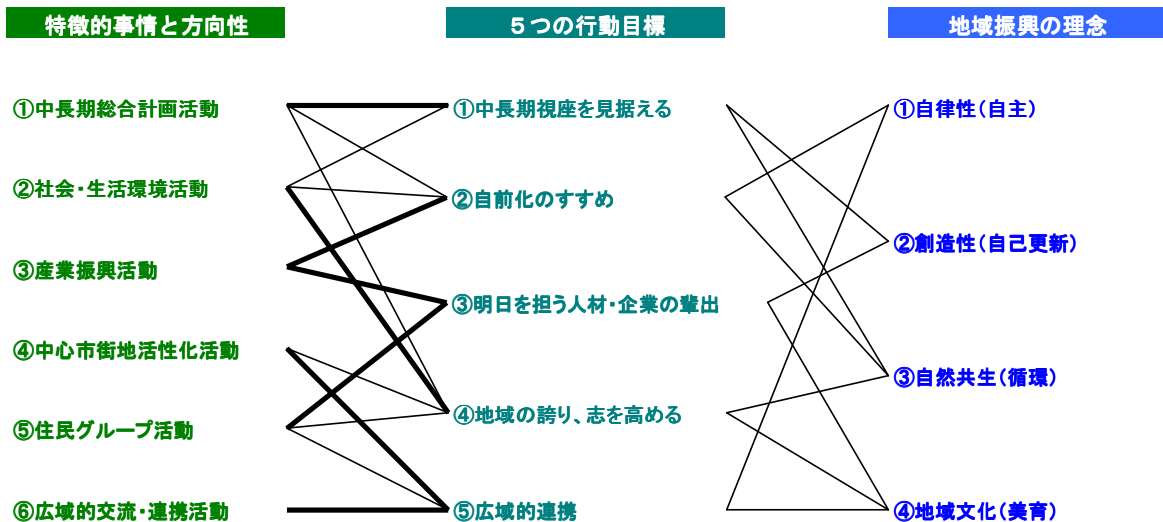 特徴的事情と方向性
５つの行動目標
地域振興の理念
①中長期総合計画活動
②社会・生活環境活動
③産業振興活動
④中心市街地活性化活動
⑤住民グループ活動
⑥広域的交流・連携活動
①中長期視座を見据える
②自前化のすすめ
③明日を担う人材・企業の輩出
④地域の誇り、志を高める
⑤広域的連携
①自律性（自主）
②創造性（自己更新）
③自然共生（循環）
④地域文化（美育）